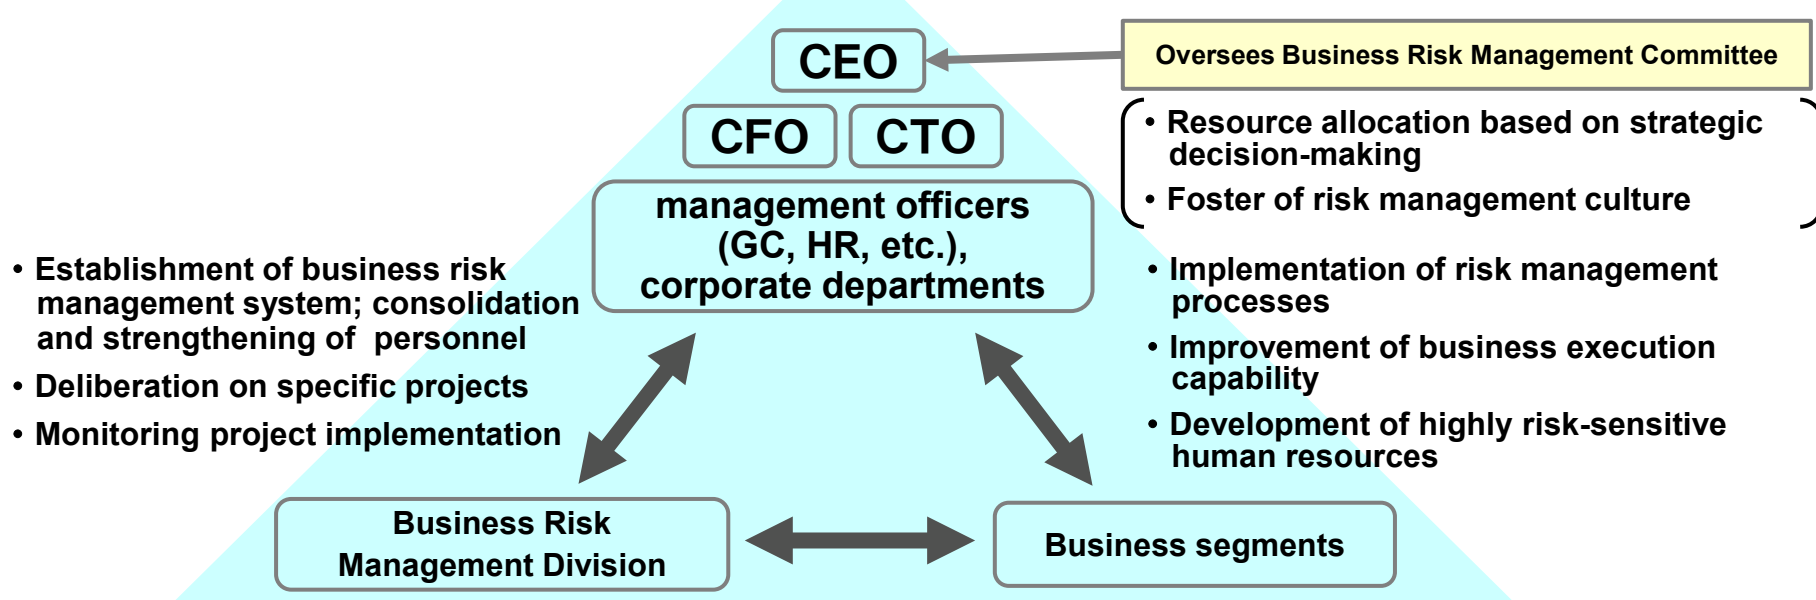 CEO
Oversees Business Risk Management Committee
CFO
CTO
• Resource allocation based on strategic
decision-making
• Foster of risk management culture
management officers
(GC, HR, etc.),
corporate departments
• Establishment of business risk
management system; consolidation
and strengthening of personnel
• Deliberation on specific projects
• Monitoring project implementation
• Implementation of risk management
processes
• Improvement of business execution
capability
• Development of highly risk-sensitive
human resources
Business Risk
Management Division
Business segments